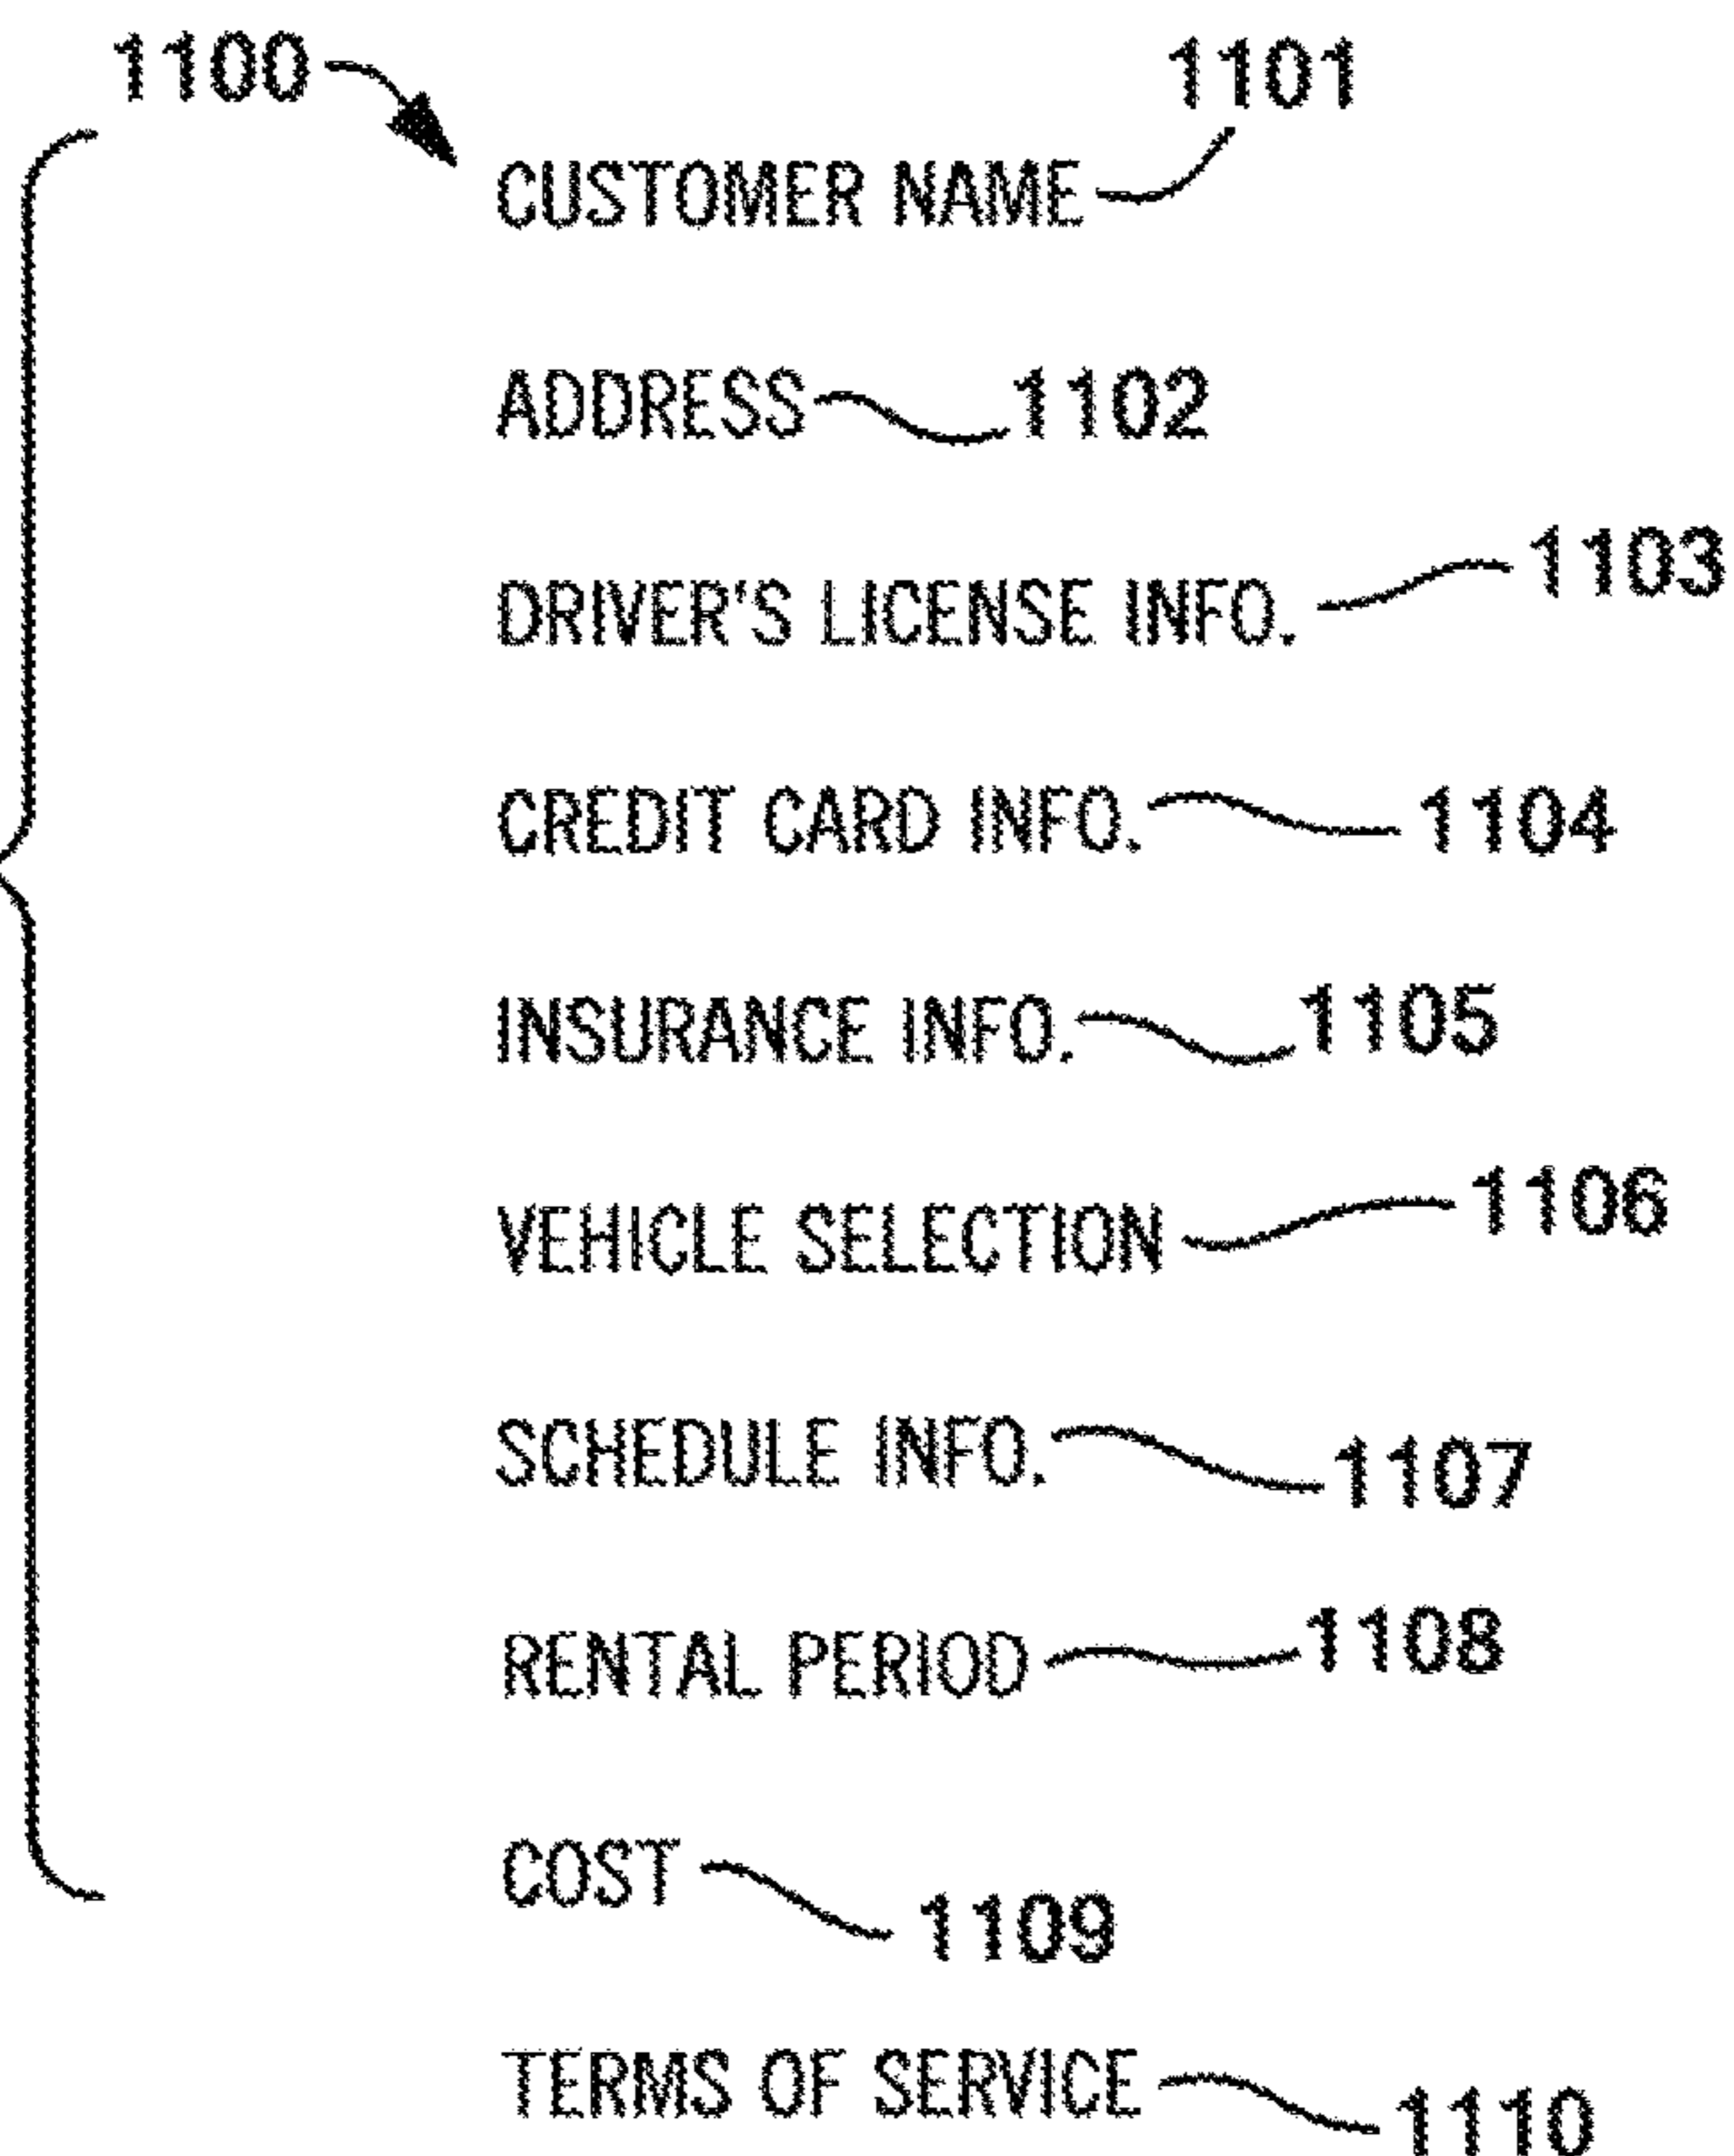 1100
1101
CUSTOMER NAME
ADDRESS 1102
DRIVER'S LICENSE INFO. 1103
CREDIT CARD INFO. 1104
INSURANCE INFO. 1105
VEHICLE SELECTION 1106
SCHEDULE INFO. 1107
RENTAL PERIOD 1108
COST 1109
TERMS OF SERVICE 1110